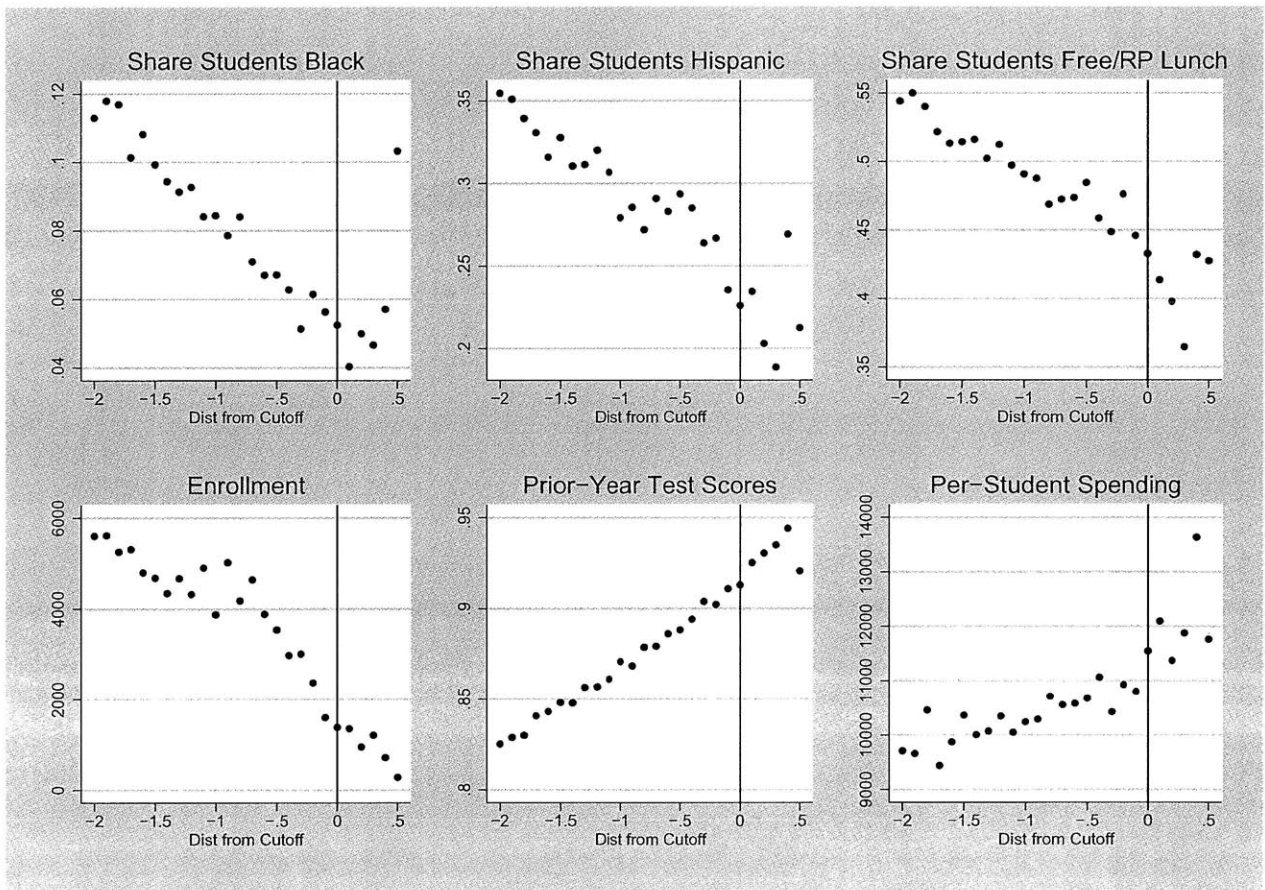 Share Students Black
.12
.1
.08
.06
.04
-2 -1.5 -1 -.5 0 .5
Dist from Cutoff
Share Students Hispanic
.35
.3
.25
.2
-2 -1.5 -1 -.5 0 .5
Dist from Cutoff
Share Students Free/RP Lunch
.55
.5
.45
.4
.35
-2 -1.5 -1 -.5 0 .5
Dist from Cutoff
Enrollment
6000
4000
2000
0
-2 -1.5 -1 -.5 0 .5
Dist from Cutoff
Prior-Year Test Scores
.95
.9
.85
.8
-2 -1.5 -1 -.5 0 .5
Dist from Cutoff
Per-Student Spending
14000
13000
12000
11000
10000
9000
-2 -1.5 -1 -.5 0 .5
Dist from Cutoff